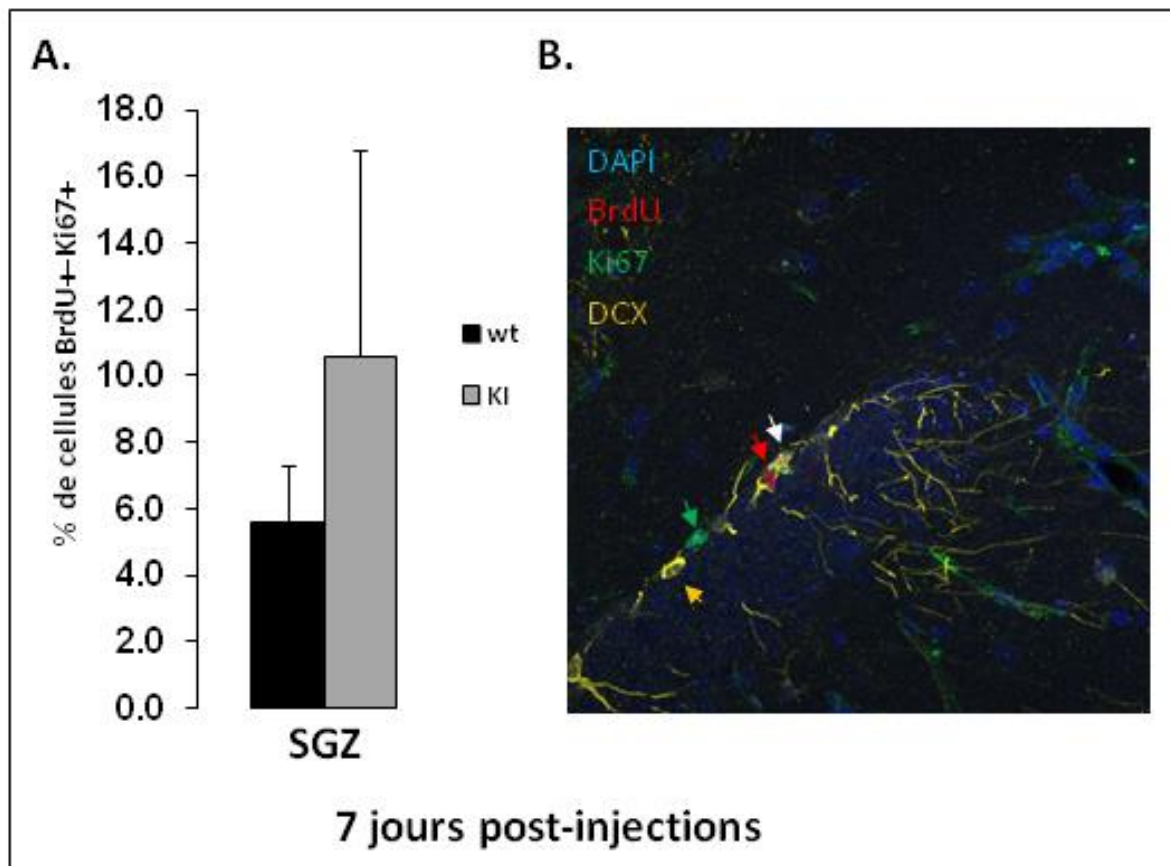 A.
% de cellules BrdU+-Ki67+
18.0
16.0
14.0
12.0
10.0
8.0
6.0
4.0
2.0
0.0
SGZ
wt
KI
B.
DAPI
BrdU
Ki67
DCX
7 jours post-injections